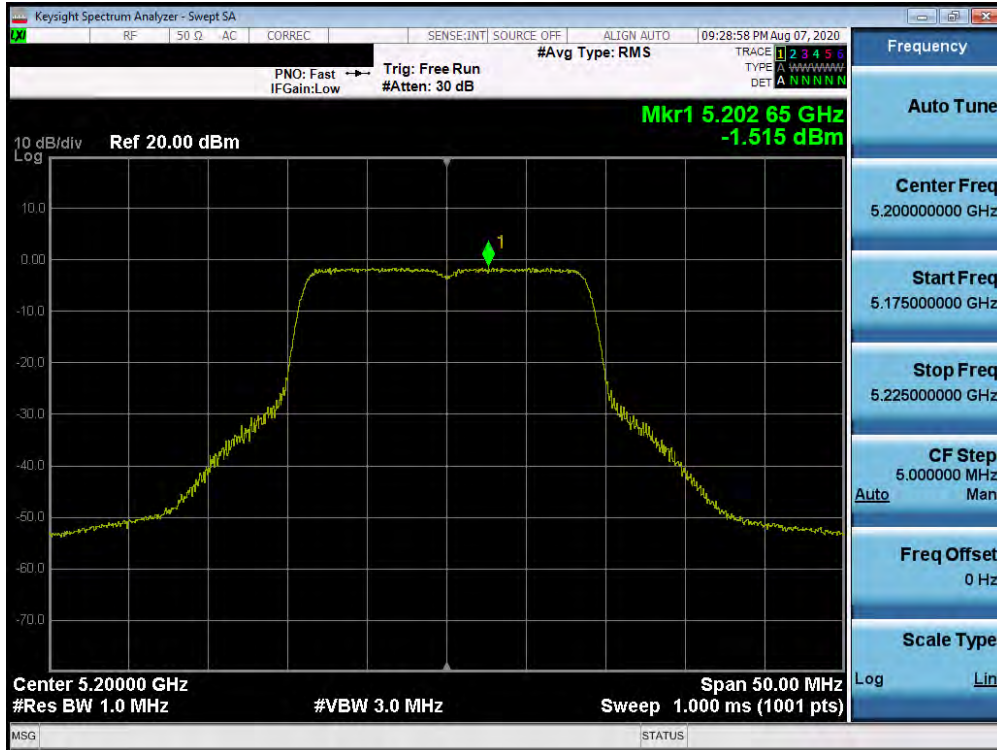 Keysight Spectrum Analyzer - Swept SA
LXI RF 50 Ω AC CORREC SENSE:INT SOURCE OFF ALIGN AUTO 09:28:58 PM Aug 07, 2020
PNO: Fast
IFGain:Low
Trig: Free Run
#Atten: 30 dB
#Avg Type: RMS
TRACE 1 2 3 4 5 6
TYPE A WWWWW
DET A N N N N N
Mkr1 5.202 65 GHz
-1.515 dBm
10 dB/div Ref 20.00 dBm
Log
1
10.0
0.00
-10.0
-20.0
-30.0
-40.0
-50.0
-60.0
-70.0
Center 5.20000 GHz Span 50.00 MHz
#Res BW 1.0 MHz #VBW 3.0 MHz Sweep 1.000 ms (1001 pts)
MSG STATUS
Frequency
Auto Tune
Center Freq
5.200000000 GHz
Start Freq
5.175000000 GHz
Stop Freq
5.225000000 GHz
CF Step
5.000000 MHz
Auto Man
Freq Offset
0 Hz
Scale Type
Log Lin